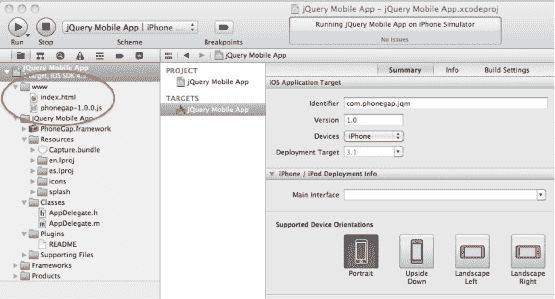 jQuery Mobile App – jQuery Mobile App.xcodeproj
jQuery Mobile App | iPhone
Running jQuery Mobile App on iPhone Simulator
No issues
Run
Stop
Scheme
Breakpoints
jQuery Mobile App
jQuery Mobile App
target, iOS SDK 4.
www
index.html
phonegap-1.0.0.js
jQuery Mobile App
PhoneGap.framework
Resources
Capture.bundle
en.lproj
es.lproj
icons
splash
Classes
AppDelegate.h
AppDelegate.m
Plugins
README
Supporting Files
Frameworks
Products
PROJECT
jQuery Mobile App
TARGETS
jQuery Mobile App
Summary
Info
Build Settings
iOS Application Target
Identifier com.phonegap.jqm
Version 1.0
Devices iPhone
Deployment Target 3.1
iPhone / iPod Deployment Info
Main Interface
Supported Device Orientations
Portrait
Upside Down
Landscape Left
Landscape Right